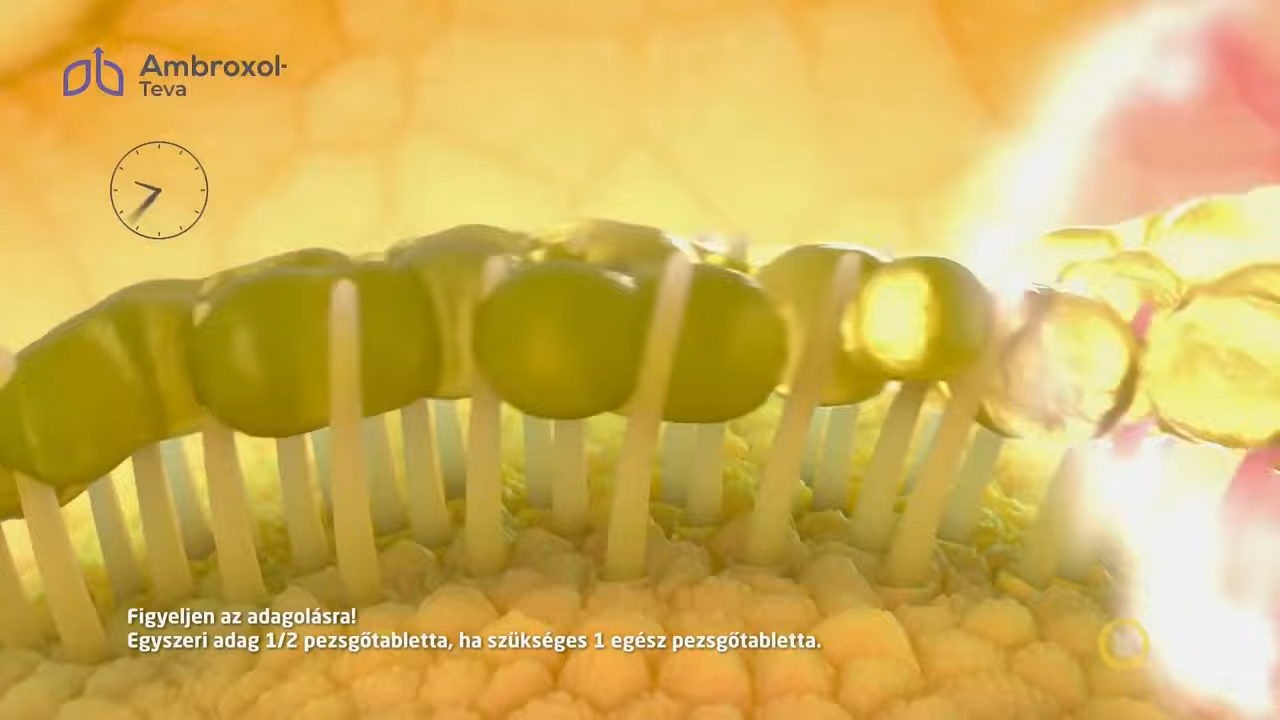 Ambroxol-
Teva
Figyeljen az adagolásra!
Egyszeri adag 1/2 pezsgőtabletta, ha szükséges 1 egész pezsgőtabletta.